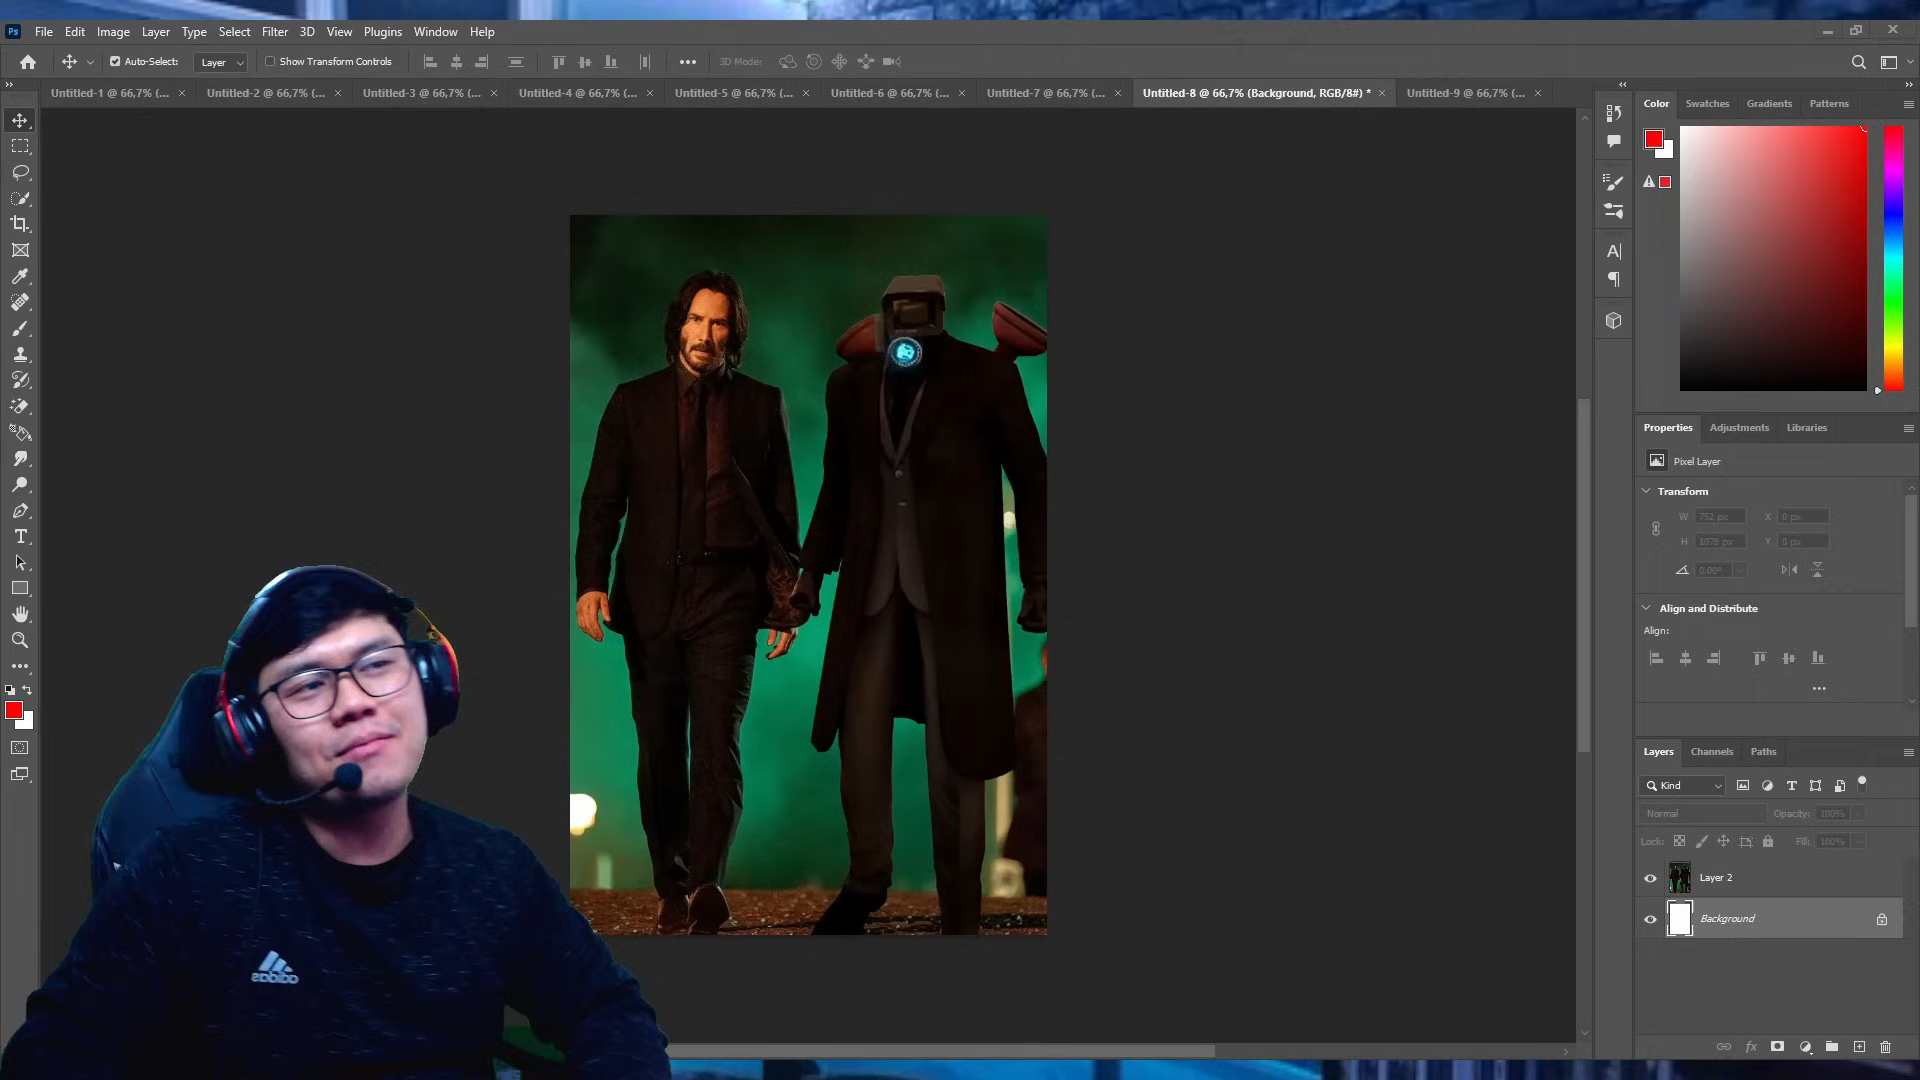 Ps File Edit Image Layer Type Select Filter 3D View Plugins Window Help
Auto-Select: Layer Show Transform Controls 3D Mode:
Untitled-1 @ 66,7% (... Untitled-2 @ 66,7% (... Untitled-3 @ 66,7% (... Untitled-4 @ 66,7% (... Untitled-5 @ 66,7% (... Untitled-6 @ 66,7% (... Untitled-7 @ 66,7% (... Untitled-8 @ 66,7% (Background, RGB/8#) * Untitled-9 @ 66,7% (...
Color Swatches Gradients Patterns
Properties Adjustments Libraries
Pixel Layer
Transform
W 752 px X 0 px
H 1078 px Y 0 px
0.00°
Align and Distribute
Align:
Layers Channels Paths
Kind
Normal Opacity: 100%
Lock: Fill: 100%
Layer 2
Background
adidas